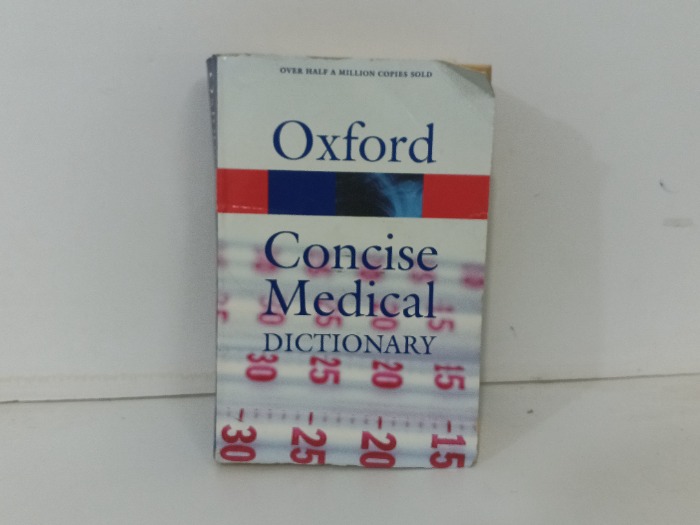 OVER HALF A MILLION COPIES SOLD
Oxford
Concise
Medical
DICTIONARY
30 25 20 15
-30 -25 -20 -15